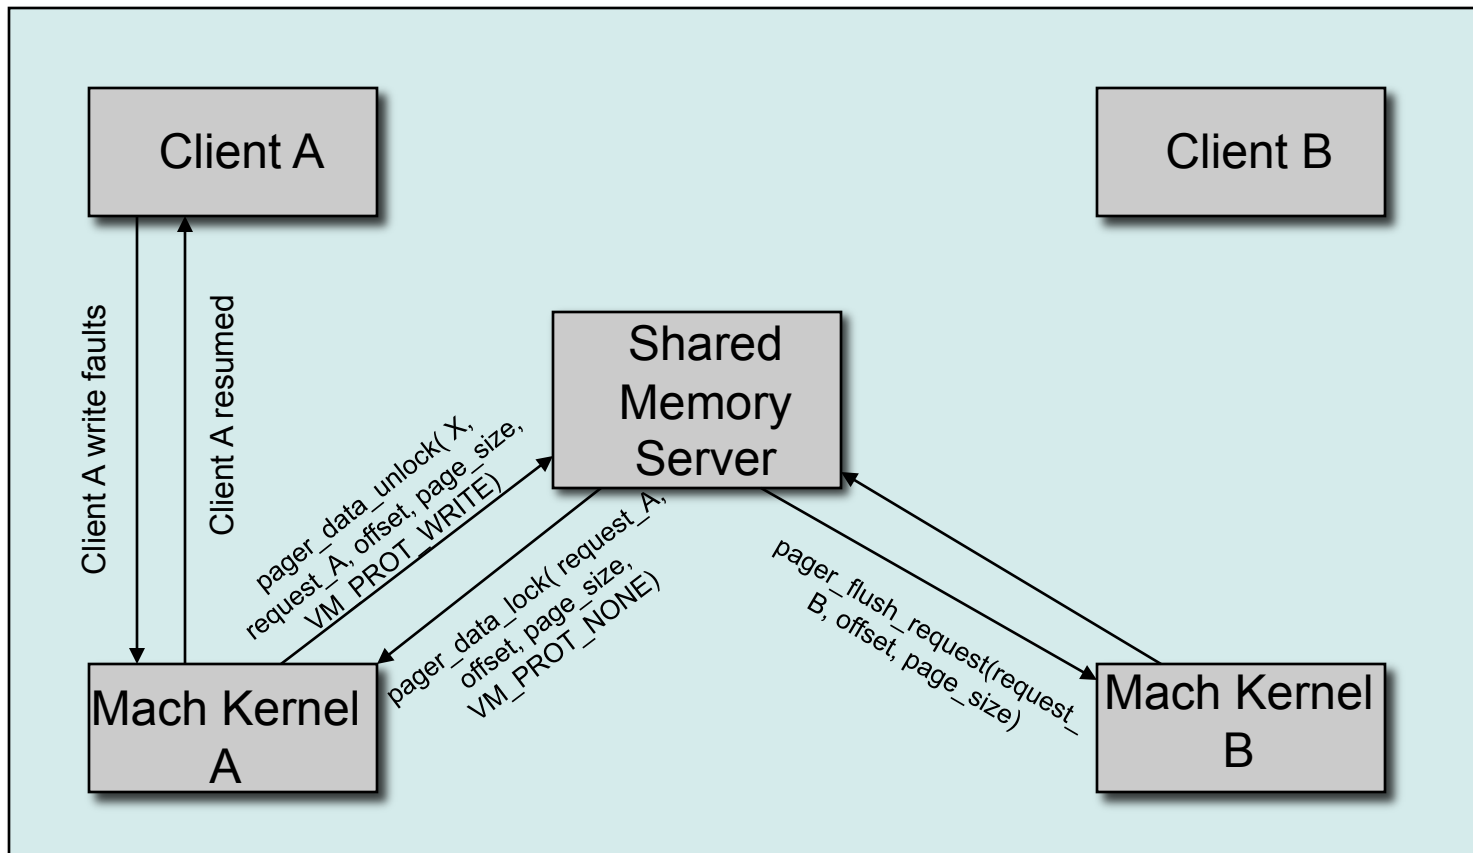 Client A
Client B
Client A write faults
Client A resumed
Shared
Memory
Server
pager_data_unlock( X,
request_A, offset, page_size,
VM_PROT_WRITE)
pager_data_lock( request_A,
offset, page_size,
VM_PROT_NONE)
pager_flush_request(request_
B, offset, page_size)
Mach Kernel
A
Mach Kernel
B